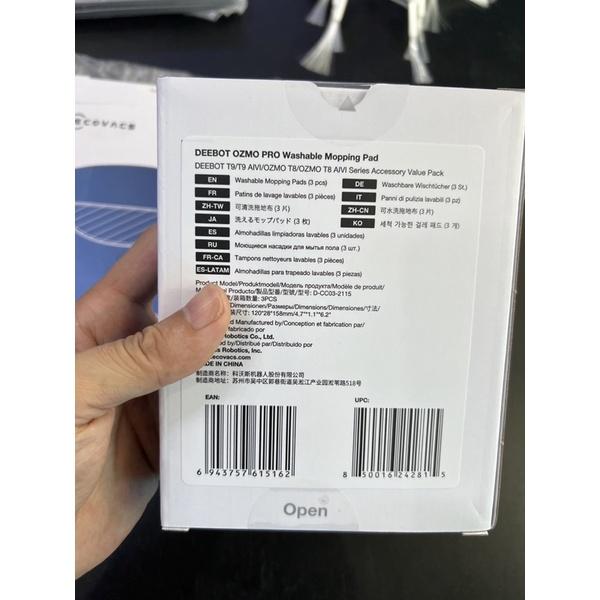 ECOVACS
DEEBOT OZMO PRO Washable Mopping Pad
DEEBOT T9/T9 AIVI/OZMO T8/OZMO T8 AIVI Series Accessory Value Pack
EN Washable Mopping Pads (3 pcs)
DE Waschbare Wischtücher (3 St.)
FR Patins de lavage lavables (3 pièces)
IT Panni di pulizia lavabili (3 pz)
ZH-TW 可清洗拖地布 (3 片)
ZH-CN 可水洗拖地布 (3 片)
JA 洗えるモップパッド (3 枚)
KO 세척 가능한 걸레 패드 (3 개)
ES Almohadillas limpiadoras lavables (3 unidades)
RU Моющиеся насадки для мытья пола (3 шт.)
FR-CA Tampons nettoyeurs lavables (3 pièces)
ES-LATAM Almohadillas para trapeado lavables (3 piezas)
Product Model/Produktmodell/Модель продукта/Modèle de produit/
Producto/製品型番/型號/型号: D-CC03-2115
/装箱数量: 3PCS
Dimensionen/Размеры/Dimensions/Dimensiones/寸法/
装尺寸: 120*28*158mm/4.7"*1.1"*6.2"
Manufactured by/Conception et fabrication par/
fabricado por
Robotics Co., Ltd.
by/Distribué par/Distribuido por:
Robotics, Inc.
ecovacs.com
MADE IN CHINA
制造商名称: 科沃斯机器人股份有限公司
制造商地址: 苏州市吴中区郭巷街道吴淞江产业园淞苇路518号
EAN:
UPC:
6 943757 615162
8 50016 24281 5
Open